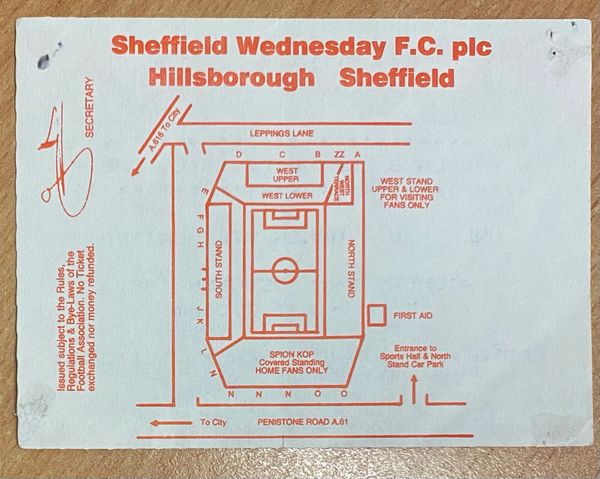 Sheffield Wednesday F.C. plc
Hillsborough Sheffield
SECRETARY
A.616 To City
LEPPINGS LANE
D C B ZZ A
WEST
UPPER
WEST LOWER
NORTH
WEST
TERRACE
WEST STAND
UPPER & LOWER
FOR VISITING
FANS ONLY
E
F
G
H
J
K
L
N
SOUTH STAND
NORTH STAND
FIRST AID
SPION KOP
Covered Standing
HOME FANS ONLY
Entrance to
Sports Hall & North
Stand Car Park
N N N O O
To City
PENISTONE ROAD A.61
Issued subject to the Rules,
Regulations & Bye-Laws of the
Football Association. No Ticket
exchanged nor money refunded.